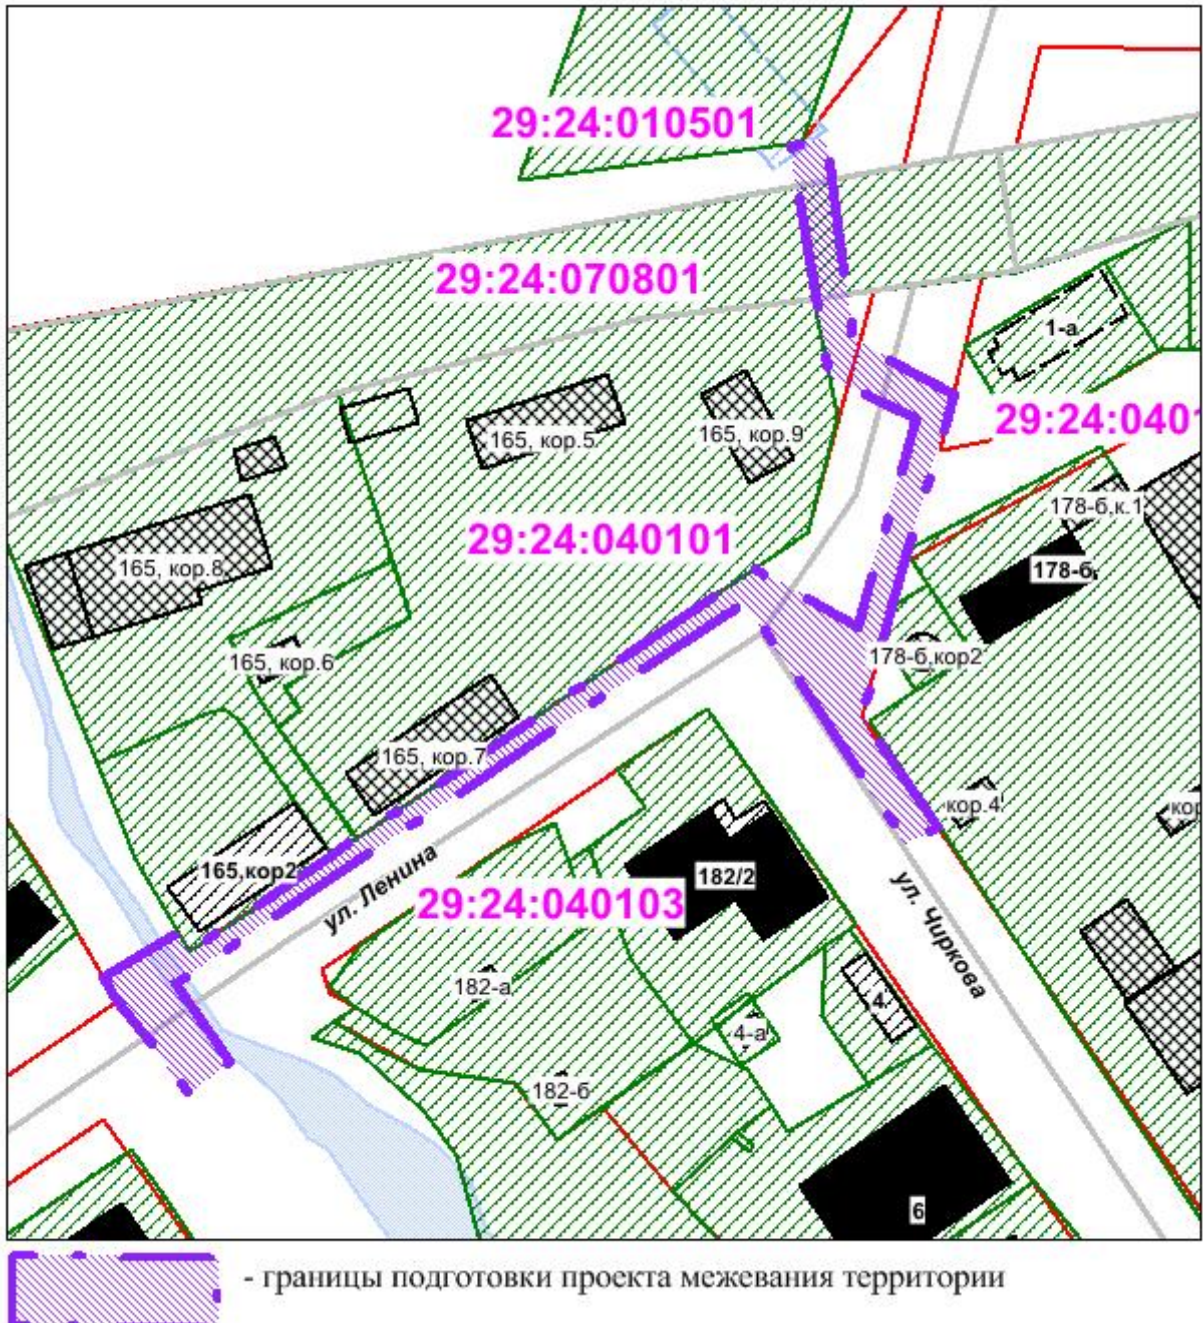 29:24:010501
29:24:070801
1-а
29:24:040
165, кор.5
165, кор.9
178-б,к.1
29:24:040101
165, кор.8
178-б
165, кор.6
178-б,кор2
165, кор.7
кор.4
кор
165,кор2
182/2
ул. Ленина
29:24:040103
ул. Чиркова
182-а
4
4-а
182-б
6
- границы подготовки проекта межевания территории